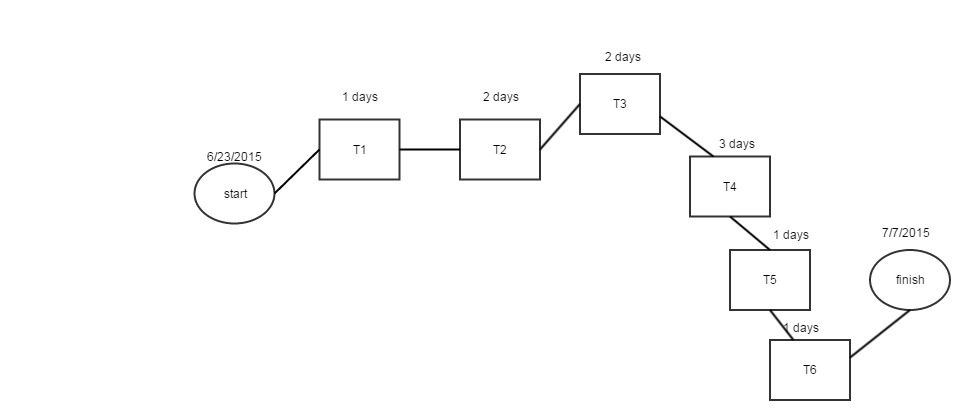 6/23/2015
start
1 days
T1
2 days
T2
2 days
T3
3 days
T4
1 days
T5
1 days
T6
7/7/2015
finish